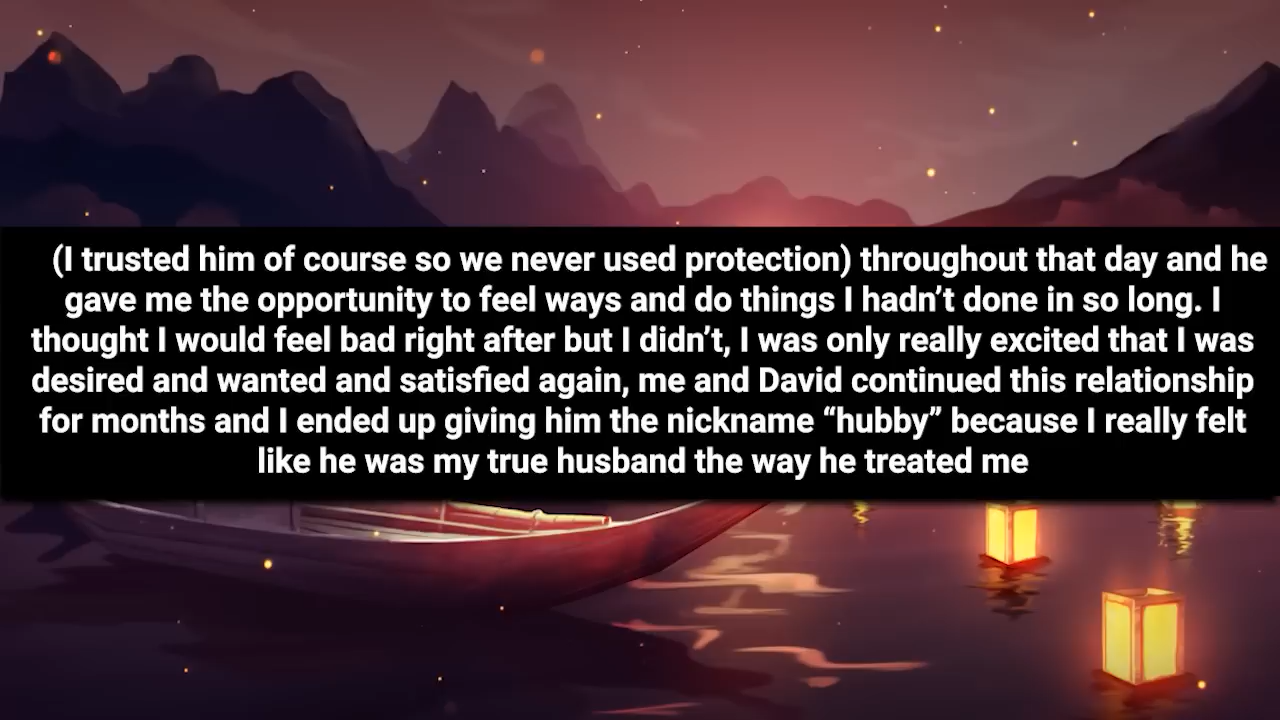 (I trusted him of course so we never used protection) throughout that day and he
gave me the opportunity to feel ways and do things I hadn’t done in so long. I
thought I would feel bad right after but I didn’t, I was only really excited that I was
desired and wanted and satisfied again, me and David continued this relationship
for months and I ended up giving him the nickname “hubby” because I really felt
like he was my true husband the way he treated me